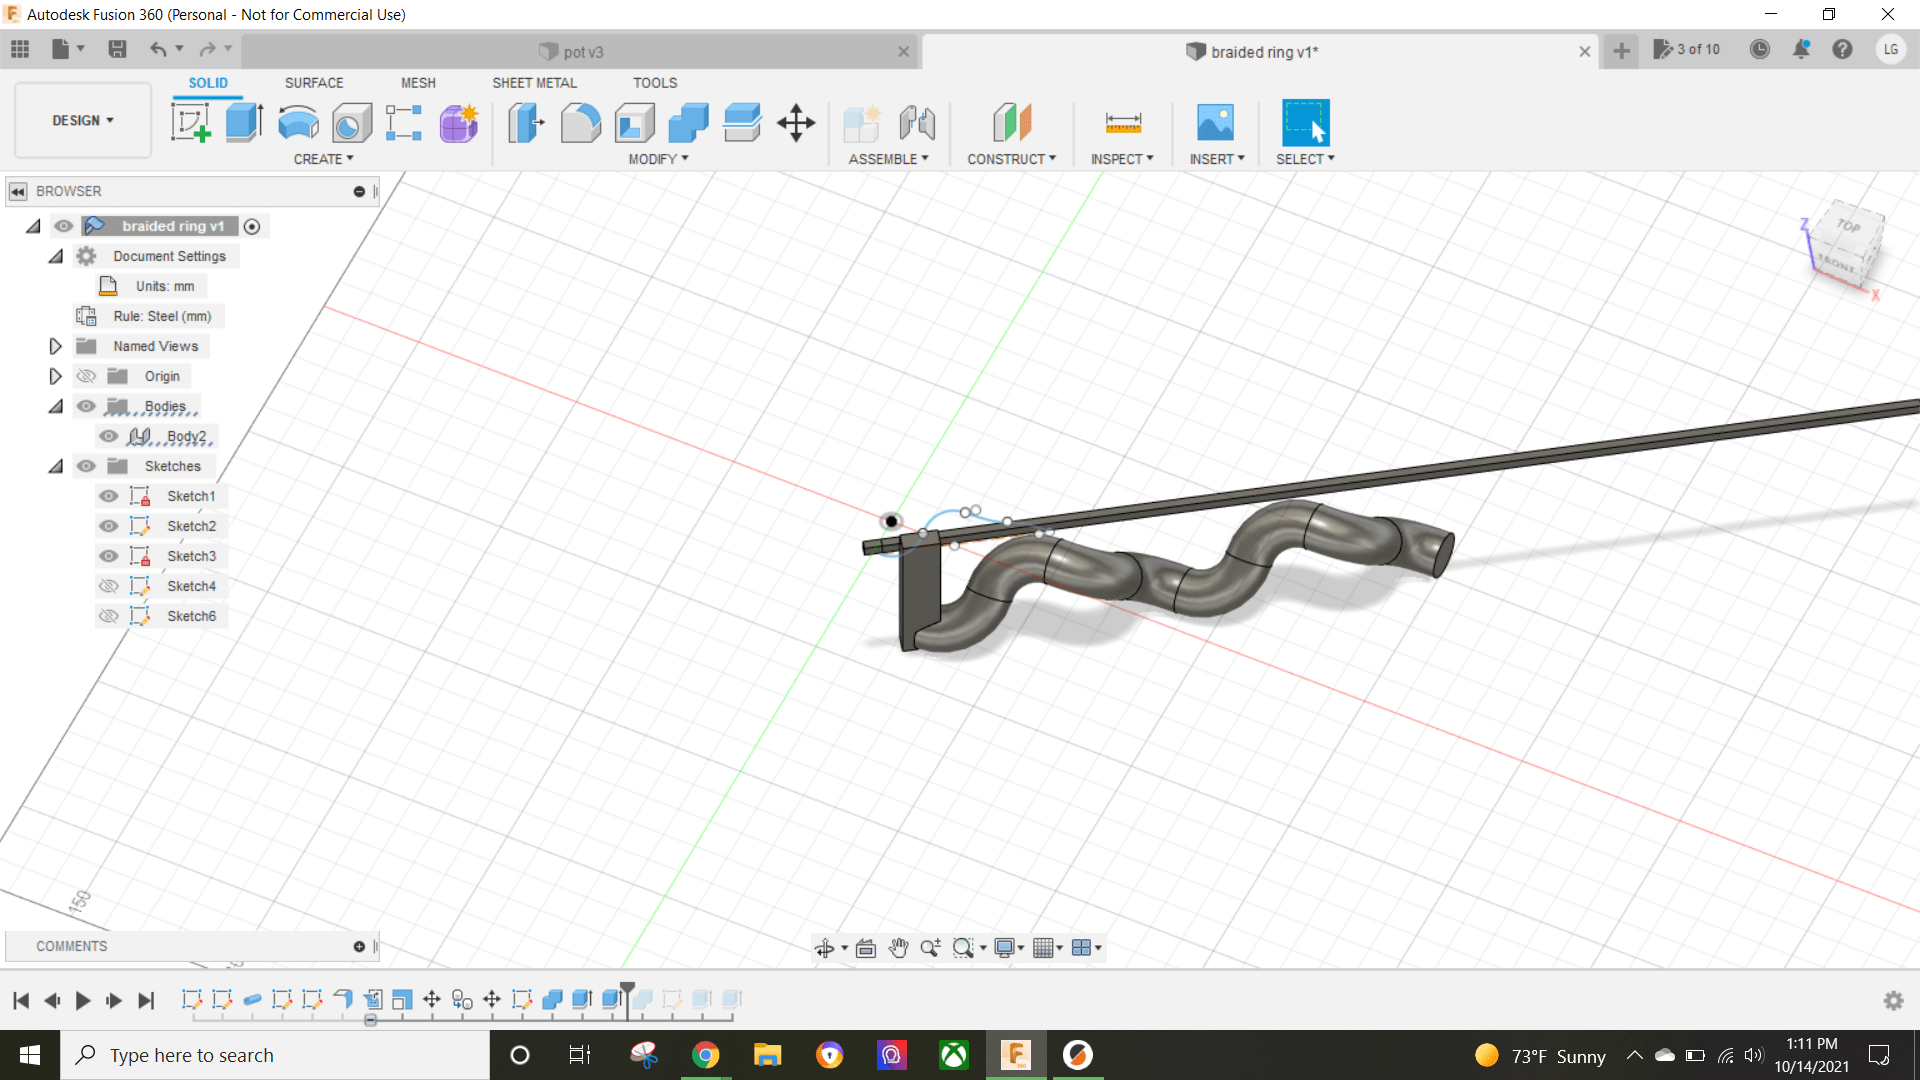 Autodesk Fusion 360 (Personal - Not for Commercial Use)
pot v3
braided ring v1*
3 of 10
LG
DESIGN
SOLID
SURFACE
MESH
SHEET METAL
TOOLS
CREATE
MODIFY
ASSEMBLE
CONSTRUCT
INSPECT
INSERT
SELECT
BROWSER
braided ring v1
Document Settings
Units: mm
Rule: Steel (mm)
Named Views
Origin
Bodies
Body2
Sketches
Sketch1
Sketch2
Sketch3
Sketch4
Sketch6
TOP
FRONT
Z
X
150
COMMENTS
Type here to search
73°F Sunny
1:11 PM
10/14/2021